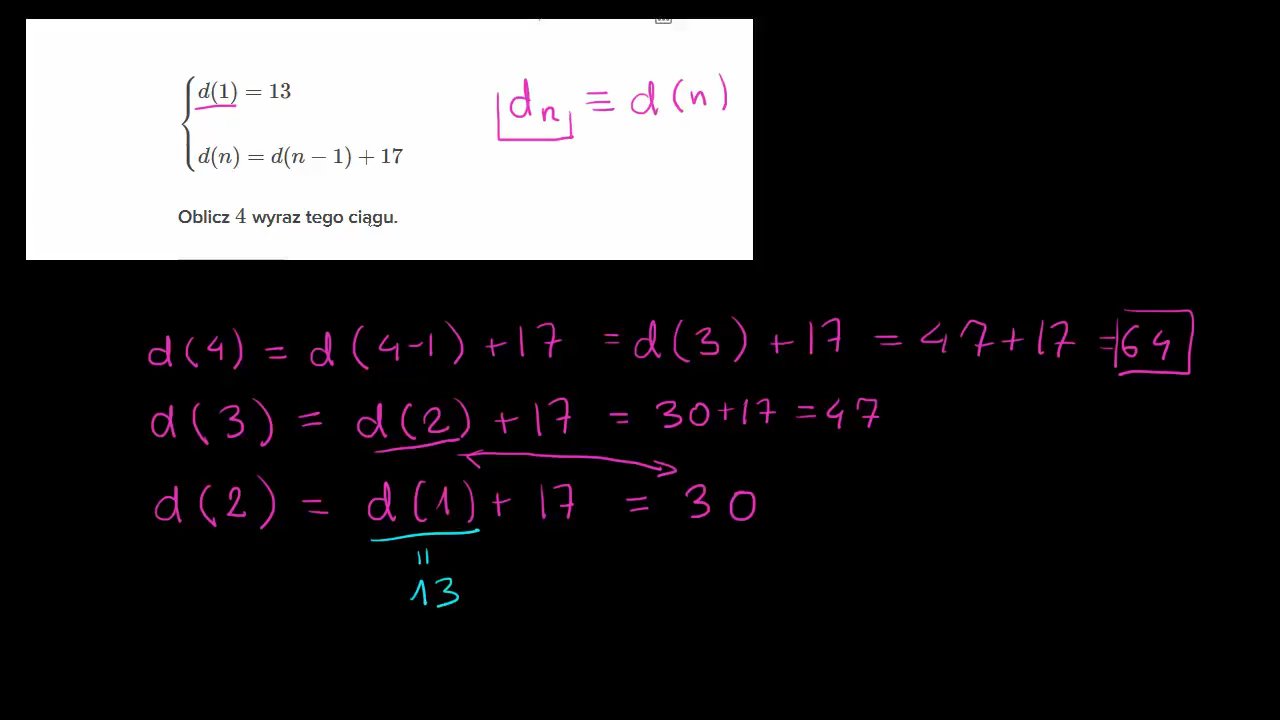 d(1) = 13
dₙ ≡ d(n)
d(n) = d(n − 1) + 17
Oblicz 4 wyraz tego ciągu.
d(4) = d(4-1) + 17 = d(3) + 17 = 47+17 = 64
d(3) = d(2) + 17 = 30+17 = 47
d(2) = d(1) + 17 = 30
=
13